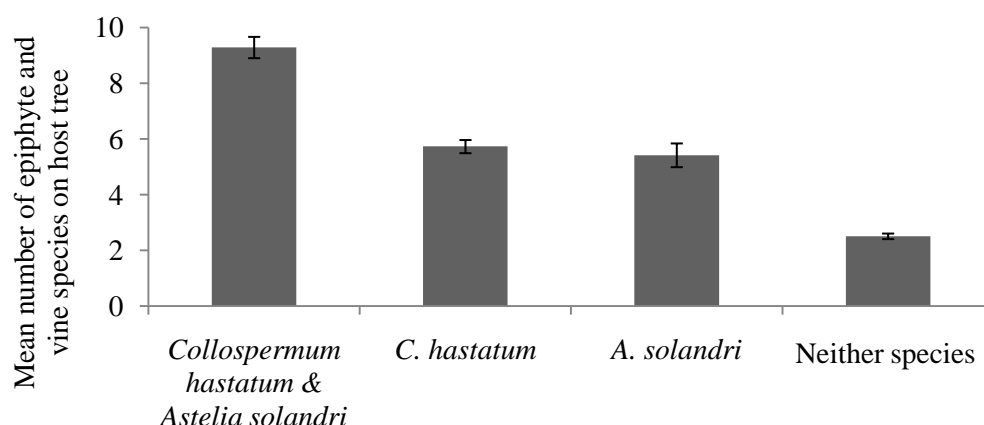 Mean number of epiphyte and
vine species on host tree
10
8
6
4
2
0
Collospermum
hastatum &
Astelia solandri
C. hastatum
A. solandri
Neither species